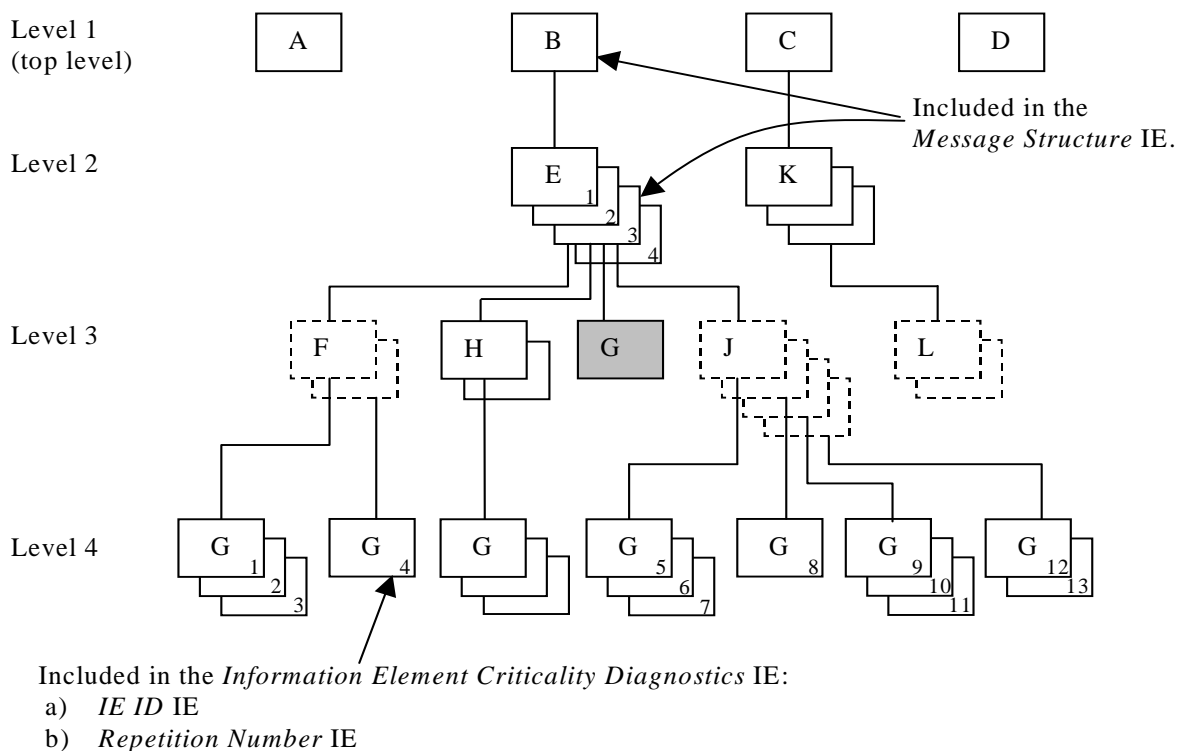 Level 1
(top level)
A
B
C
D
Included in the
Message Structure IE.
Level 2
E
1
2
3
4
K
Level 3
F
H
G
J
L
Level 4
G
1
2
3
G
4
G
G
5
6
7
G
8
G
9
10
11
G
12
13
Included in the Information Element Criticality Diagnostics IE:
a) IE ID IE
b) Repetition Number IE